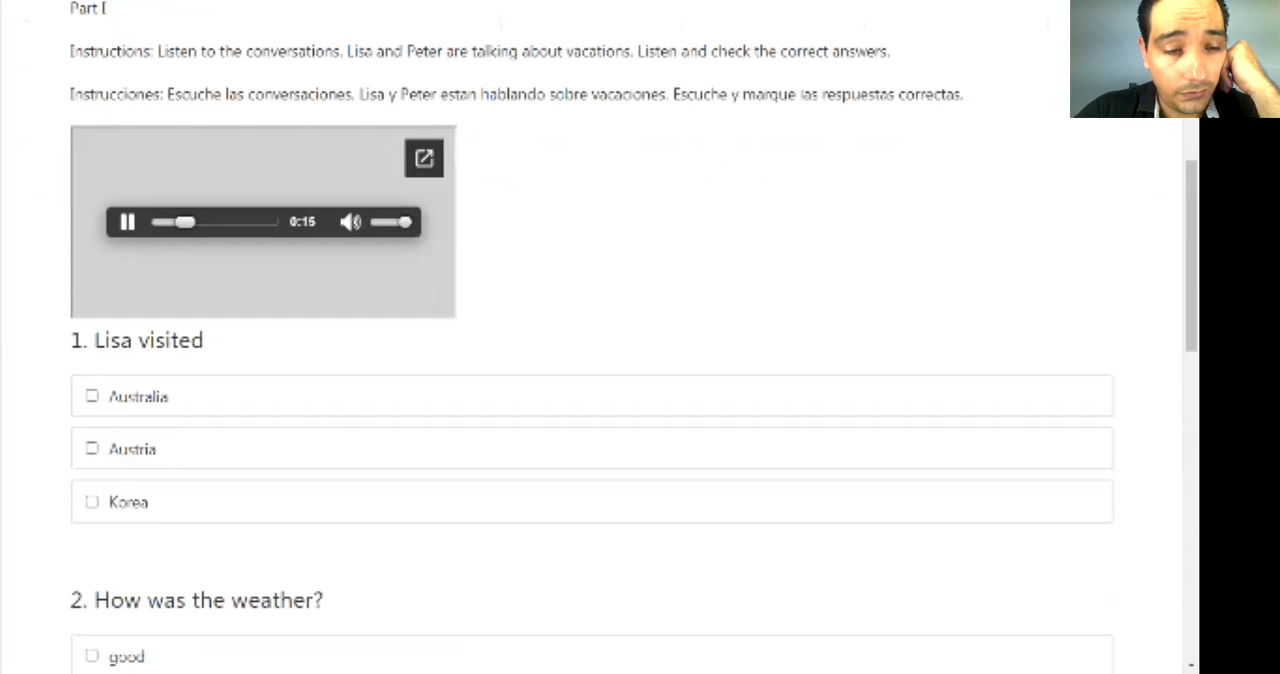 Part I
Instructions: Listen to the conversations. Lisa and Peter are talking about vacations. Listen and check the correct answers.
Instrucciones: Escuche las conversaciones. Lisa y Peter estan hablando sobre vacaciones. Escuche y marque las respuestas correctas.
0:15
1. Lisa visited
Australia
Austria
Korea
2. How was the weather?
good